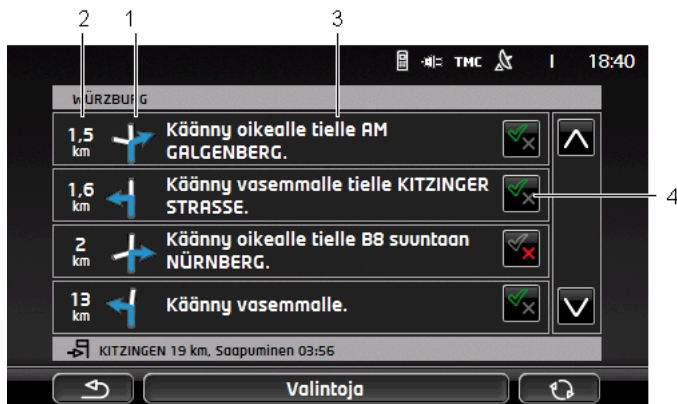 2 1 3
TMC I 18:40
WÜRZBURG
1,5 km Käänny oikealle tielle AM
GALGENBERG.
1,6 km Käänny vasemmalle tielle KITZINGER
STRASSE.
4
2 km Käänny oikealle tielle B8 suuntaan
NÜRNBERG.
13 km Käänny vasemmalle.
KITZINGEN 19 km, Saapuminen 03:56
Valintoja